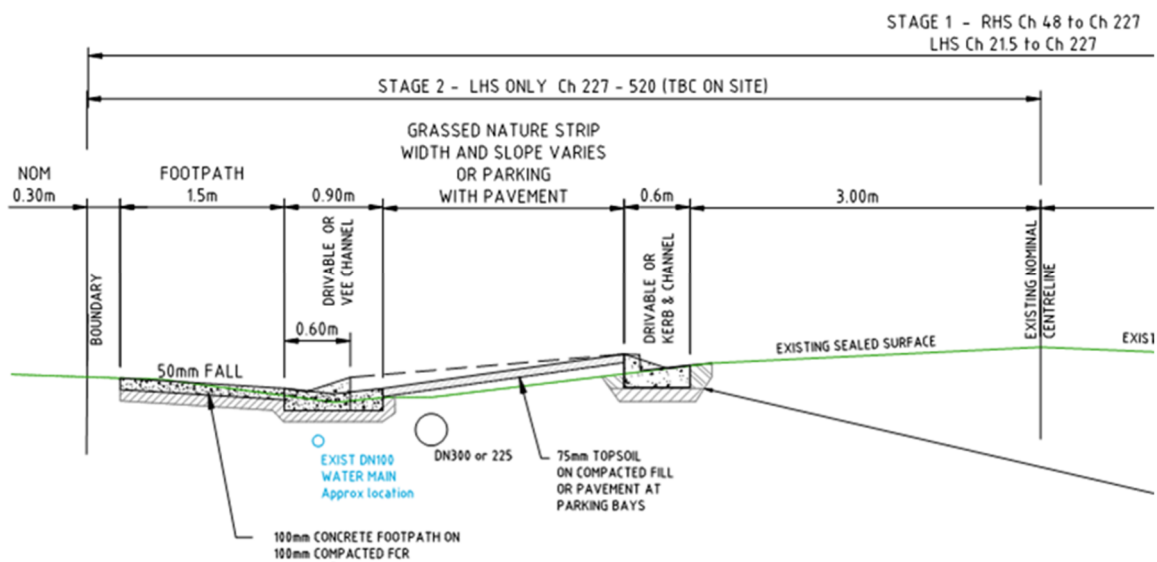 STAGE 1 - RHS Ch 48 to Ch 227
LHS Ch 21.5 to Ch 227
STAGE 2 - LHS ONLY Ch 227 - 520 (TBC ON SITE)
GRASSED NATURE STRIP
WIDTH AND SLOPE VARIES
OR PARKING
WITH PAVEMENT
NOM
0.30m
FOOTPATH
1.5m
0.90m
0.6m
3.00m
BOUNDARY
DRIVABLE OR
VEE CHANNEL
0.60m
DRIVABLE OR
KERB & CHANNEL
EXISTING NOMINAL
CENTRELINE
50mm FALL
EXISTING SEALED SURFACE
EXIST
EXIST DN100
WATER MAIN
Approx location
DN300 or 225
75mm TOPSOIL
ON COMPACTED FILL
OR PAVEMENT AT
PARKING BAYS
100mm CONCRETE FOOTPATH ON
100mm COMPACTED FCR